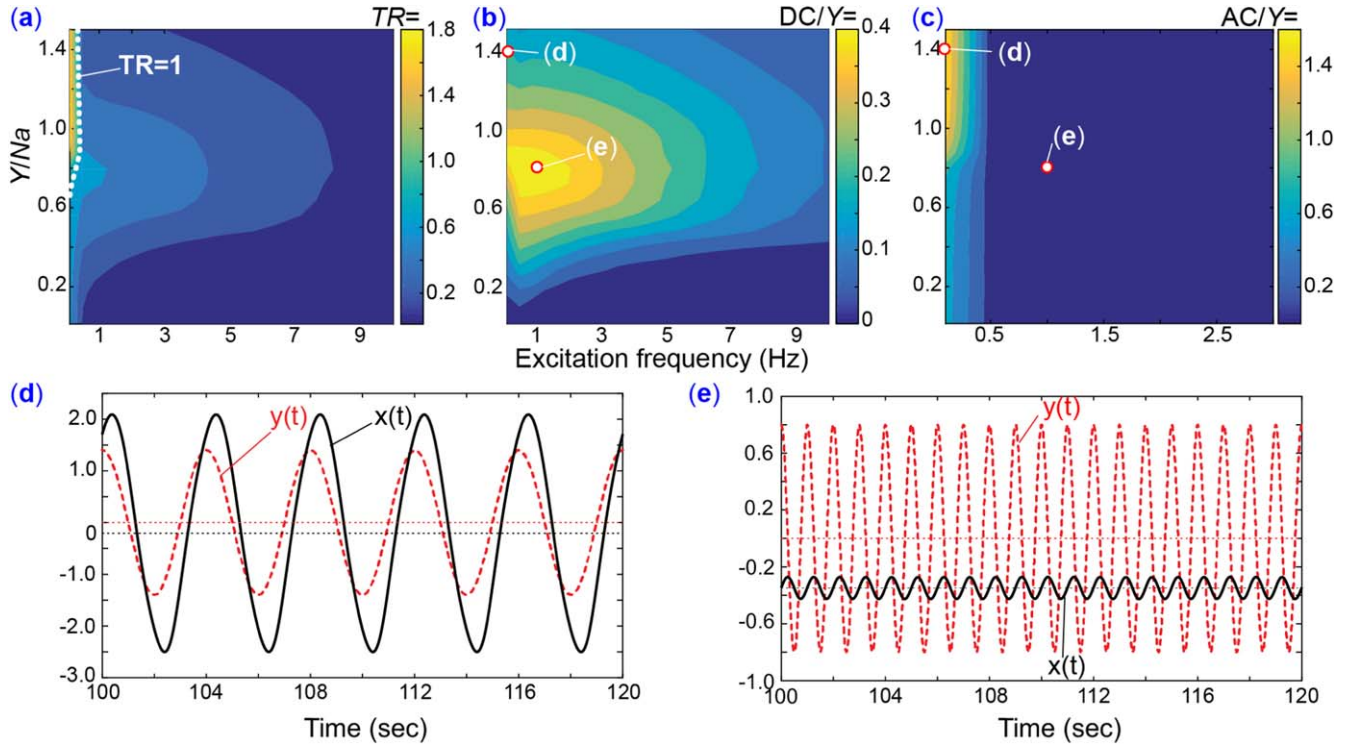 (a) TR= (b) DC/Y= (c) AC/Y=
1.8 0.4 1.6
1.4 1.4 (d) 1.4 (d)
TR=1 1.4
0.3 1.2
1.0 1.0 1.0 1.0 1.0
Y/Na (e) 0.2 (e) 0.8
0.6 0.6 0.6 0.6
0.6 0.1 0.4
0.2 0.2 0.2 0.2 0.2
0
1 3 5 7 9 1 3 5 7 9 0.5 1.5 2.5
Excitation frequency (Hz)
(d) (e)
2.0 y(t) x(t)
1.0
0
-1.0
-2.0
-3.0
100 104 108 112 116 120
Time (sec)
1.0 y(t)
0.6
0.2
-0.2
-0.6
x(t)
-1.0
100 104 108 112 116 120
Time (sec)